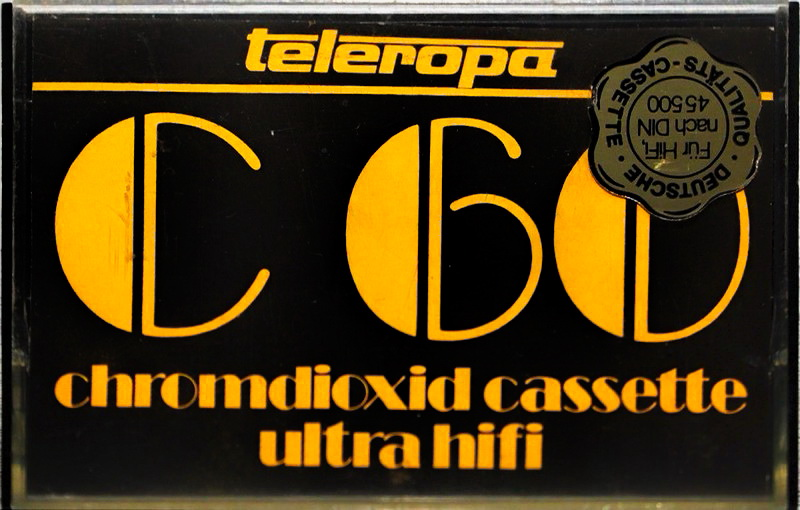 teleropa
C 60
chromdioxid cassette
ultra hifi
DEUTSCHE · QUALITÄTS-CASSETTE ·
Für HiFi,
nach DIN
45 500